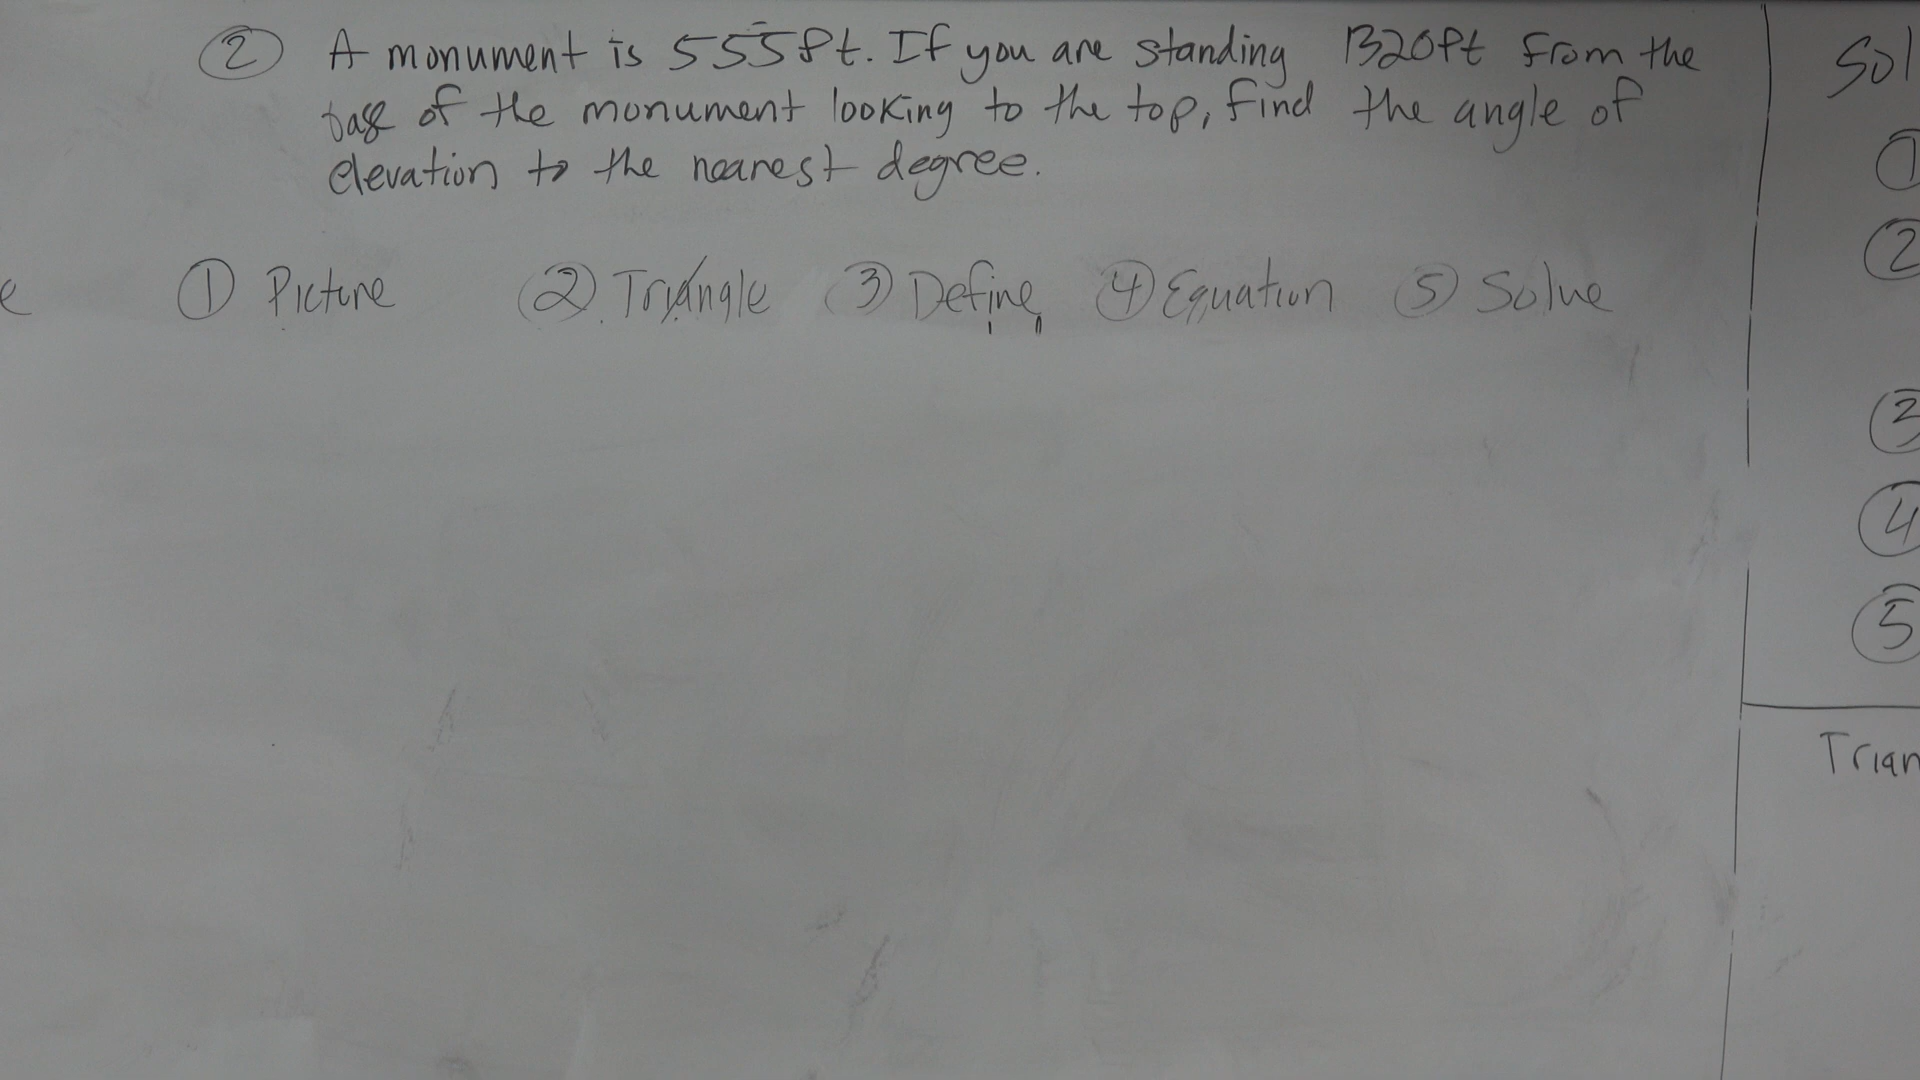 ② A monument is 555ft. If you are standing 1320ft from the
base of the monument looking to the top, find the angle of
elevation to the nearest degree.
e ① Picture ② Triangle ③ Define ④ Equation ⑤ Solve
Sol
①
②
③
④
⑤
Trian